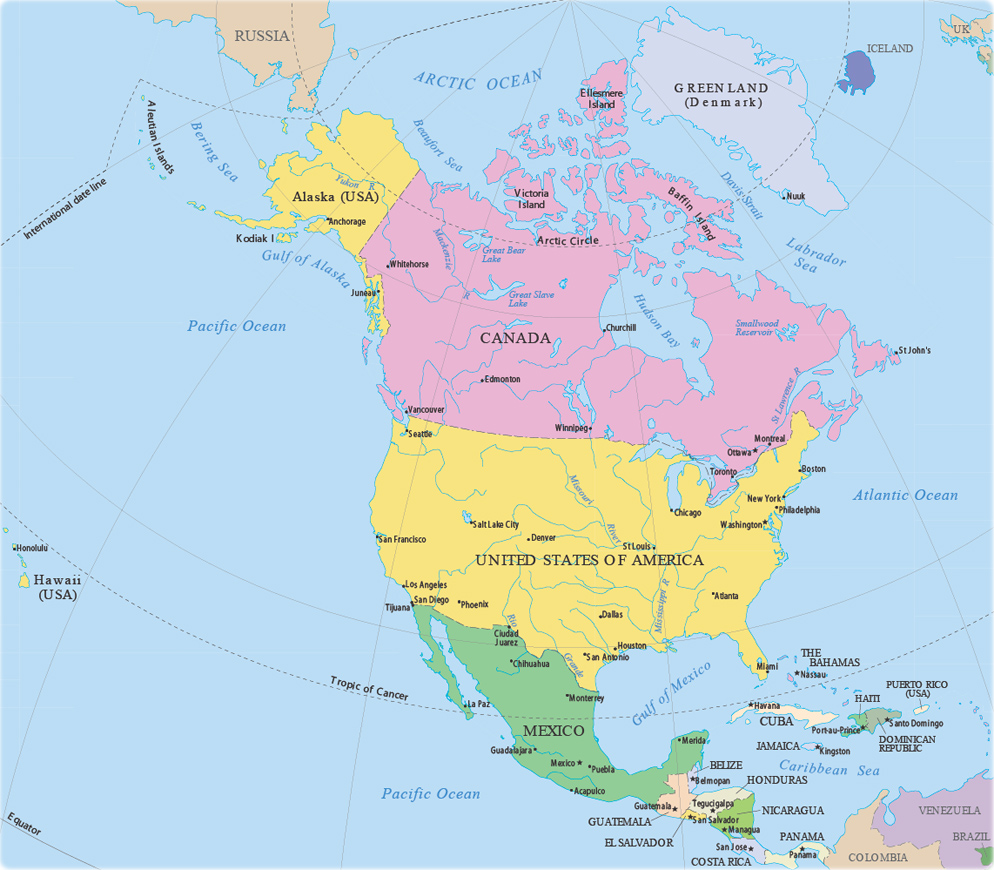 RUSSIA
ARCTIC OCEAN
ICELAND
UK
GREENLAND
(Denmark)
Ellesmere
Island
Aleutian Islands
Bering Sea
Beaufort Sea
International date line
Yukon R
Alaska (USA)
Anchorage
Kodiak I
Gulf of Alaska
Juneau
Whitehorse
Mackenzie
R
Great Bear
Lake
Great Slave
Lake
Victoria
Island
Arctic Circle
Baffin Island
Davis Strait
Nuuk
Labrador
Sea
Pacific Ocean
Hudson Bay
Churchill
Smallwood
Reservoir
CANADA
St John's
Edmonton
St Lawrence R
Vancouver
Seattle
Winnipeg
Montreal
Ottawa
Toronto
Boston
Missouri
River
New York
Philadelphia
Washington
Atlantic Ocean
Chicago
Salt Lake City
Denver
St Louis
San Francisco
UNITED STATES OF AMERICA
Honolulu
Hawaii
(USA)
Los Angeles
San Diego
Tijuana
Phoenix
Mississippi R
Atlanta
Dallas
Rio
Grande
Ciudad
Juarez
Houston
San Antonio
Chihuahua
Miami
THE
BAHAMAS
Nassau
Tropic of Cancer
La Paz
Monterrey
Gulf of Mexico
Havana
CUBA
HAITI
PUERTO RICO
(USA)
Port-au-Prince
Santo Domingo
DOMINICAN
REPUBLIC
MEXICO
Merida
JAMAICA
Kingston
Guadalajara
Mexico
Puebla
BELIZE
Belmopan
Caribbean Sea
Pacific Ocean
Acapulco
HONDURAS
Guatemala
Tegucigalpa
GUATEMALA
San Salvador
NICARAGUA
Managua
EL SALVADOR
VENEZUELA
San Jose
PANAMA
Panama
COSTA RICA
COLOMBIA
BRAZIL
Equator